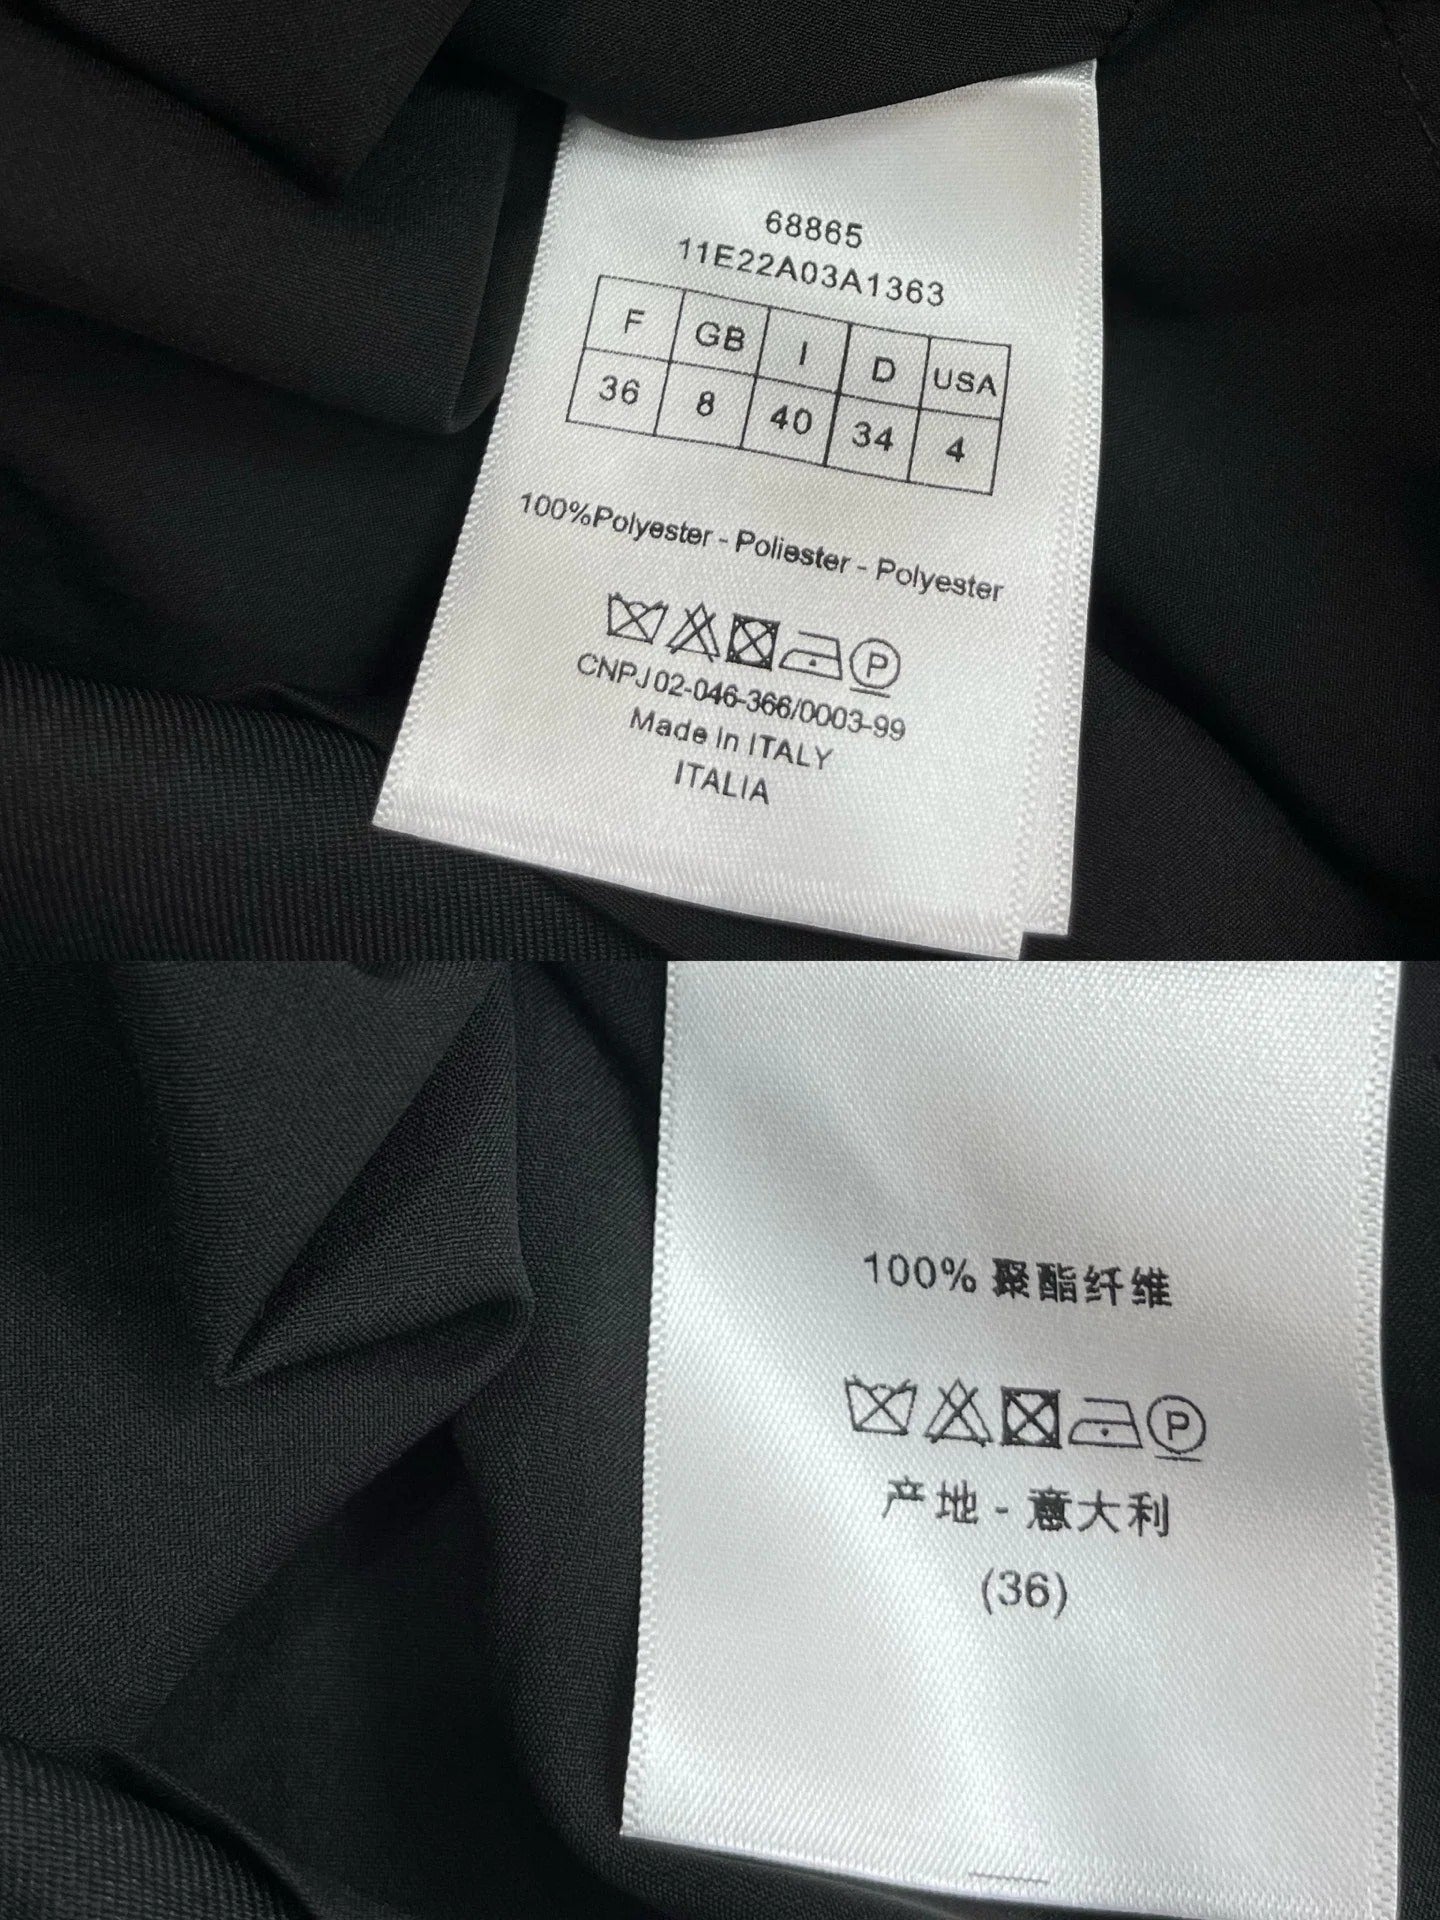 68865
11E22A03A1363
F GB I D USA
36 8 40 34 4
100%Polyester - Poliester - Polyester
P
CNPJ 02-046-366/0003-99
Made in ITALY
ITALIA
100% 聚酯纤维
P
产地 - 意大利
(36)